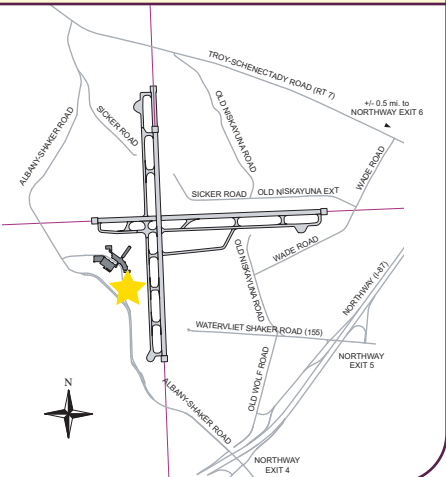 TROY-SCHENECTADY ROAD (RT 7)
+/- 0.5 mi. to
NORTHWAY EXIT 6
ALBANY-SHAKER ROAD
SICKER ROAD
OLD NISKAYUNA ROAD
WADE ROAD
SICKER ROAD
OLD NISKAYUNA EXT
OLD NISKAYUNA ROAD
WADE ROAD
NORTHWAY (I-87)
WATERVLIET SHAKER ROAD (155)
NORTHWAY
EXIT 5
OLD WOLF ROAD
N
ALBANY-SHAKER ROAD
NORTHWAY
EXIT 4